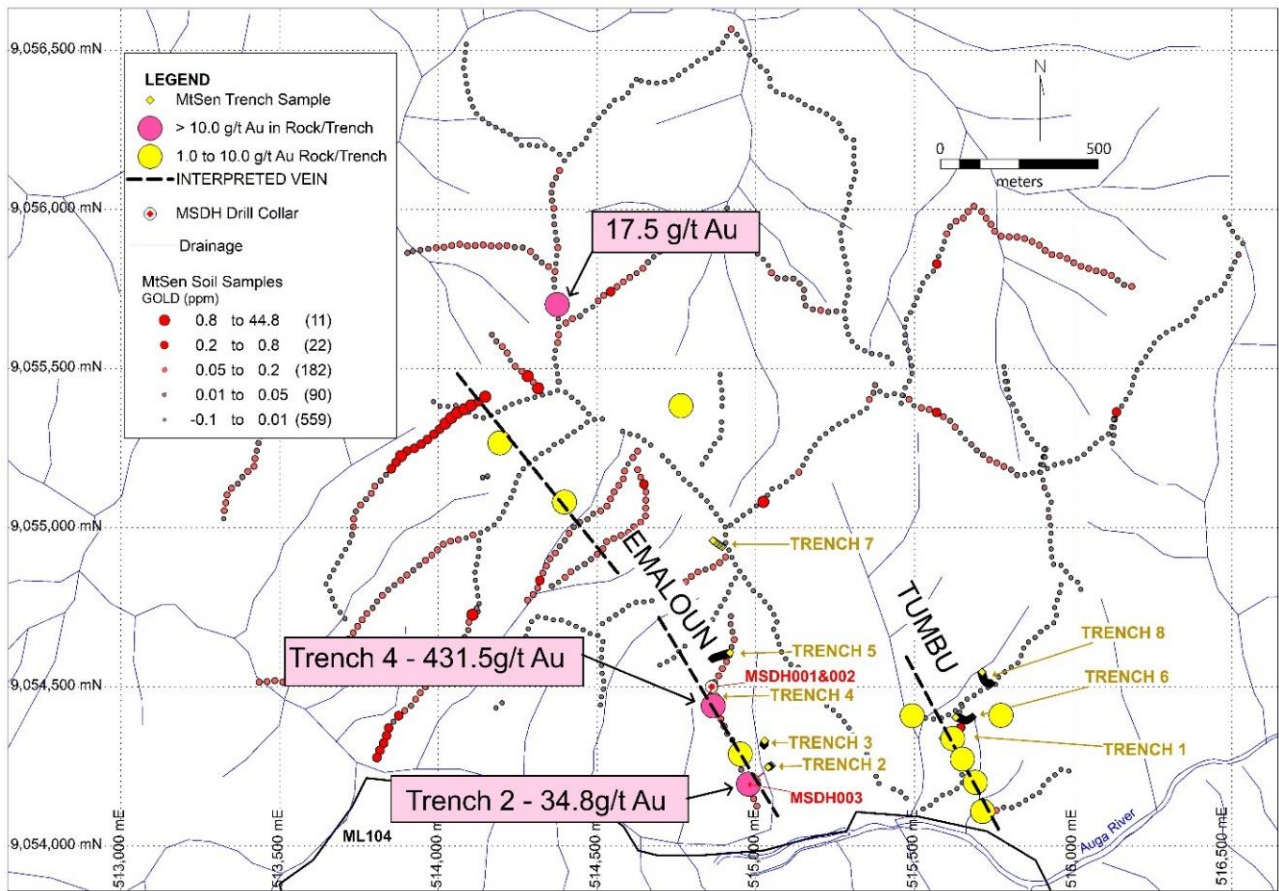 9,056,500 mN
LEGEND
MtSen Trench Sample
> 10.0 g/t Au in Rock/Trench
1.0 to 10.0 g/t Au Rock/Trench
INTERPRETED VEIN
MSDH Drill Collar
Drainage
MtSen Soil Samples
GOLD (ppm)
0.8 to 44.8 (11)
0.2 to 0.8 (22)
0.05 to 0.2 (182)
0.01 to 0.05 (90)
-0.1 to 0.01 (559)
N
0 500
meters
9,056,000 mN
17.5 g/t Au
9,055,500 mN
9,055,000 mN
TRENCH 7
EMALOUN
TUMBU
TRENCH 8
Trench 4 - 431.5g/t Au
TRENCH 5
MSDH001&002
TRENCH 6
9,054,500 mN
TRENCH 4
TRENCH 3
TRENCH 1
TRENCH 2
Trench 2 - 34.8g/t Au
MSDH003
ML104
Auga River
9,054,000 mN
513,000 mE
513,500 mE
514,000 mE
514,500 mE
515,000 mE
515,500 mE
516,000 mE
516,500 mE